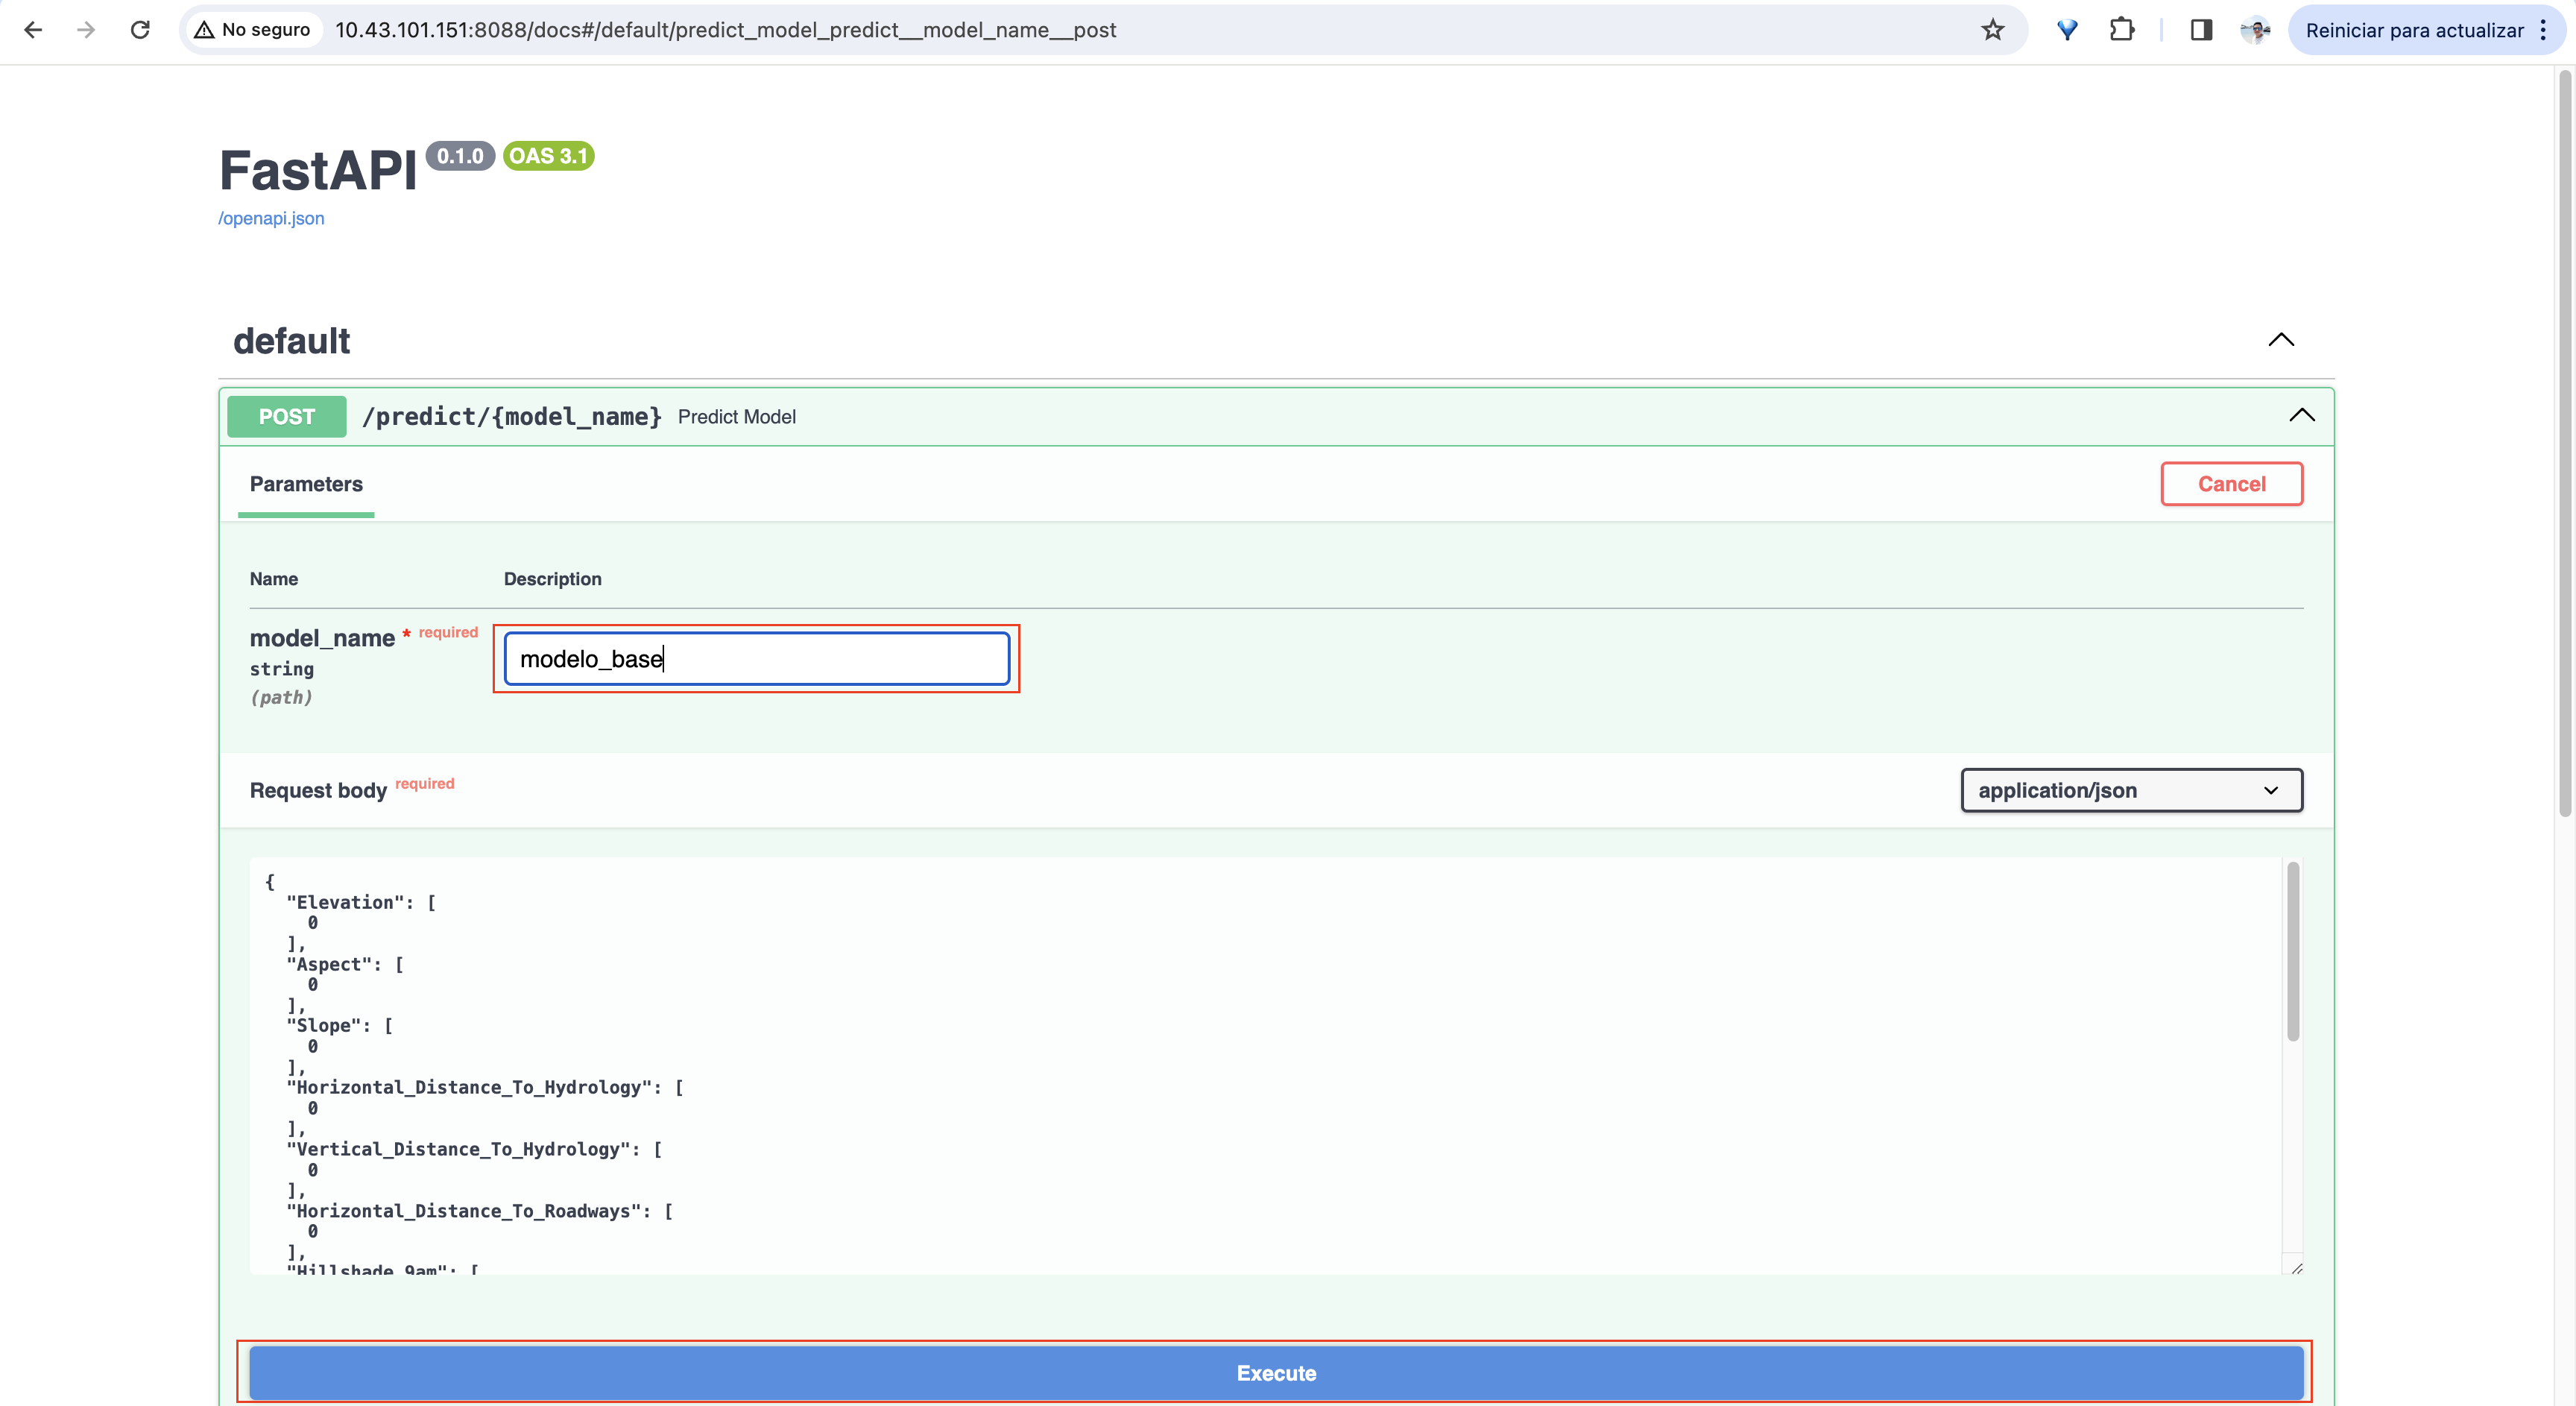 No seguro 10.43.101.151:8088/docs#/default/predict_model_predict__model_name__post Reiniciar para actualizar
FastAPI 0.1.0 OAS 3.1
/openapi.json
default
POST /predict/{model_name} Predict Model
Parameters Cancel
Name Description
model_name * required
string
(path)
modelo_base
Request body required application/json
{
"Elevation": [
0
],
"Aspect": [
0
],
"Slope": [
0
],
"Horizontal_Distance_To_Hydrology": [
0
],
"Vertical_Distance_To_Hydrology": [
0
],
"Horizontal_Distance_To_Roadways": [
0
],
"Hillshade_9am": [
Execute